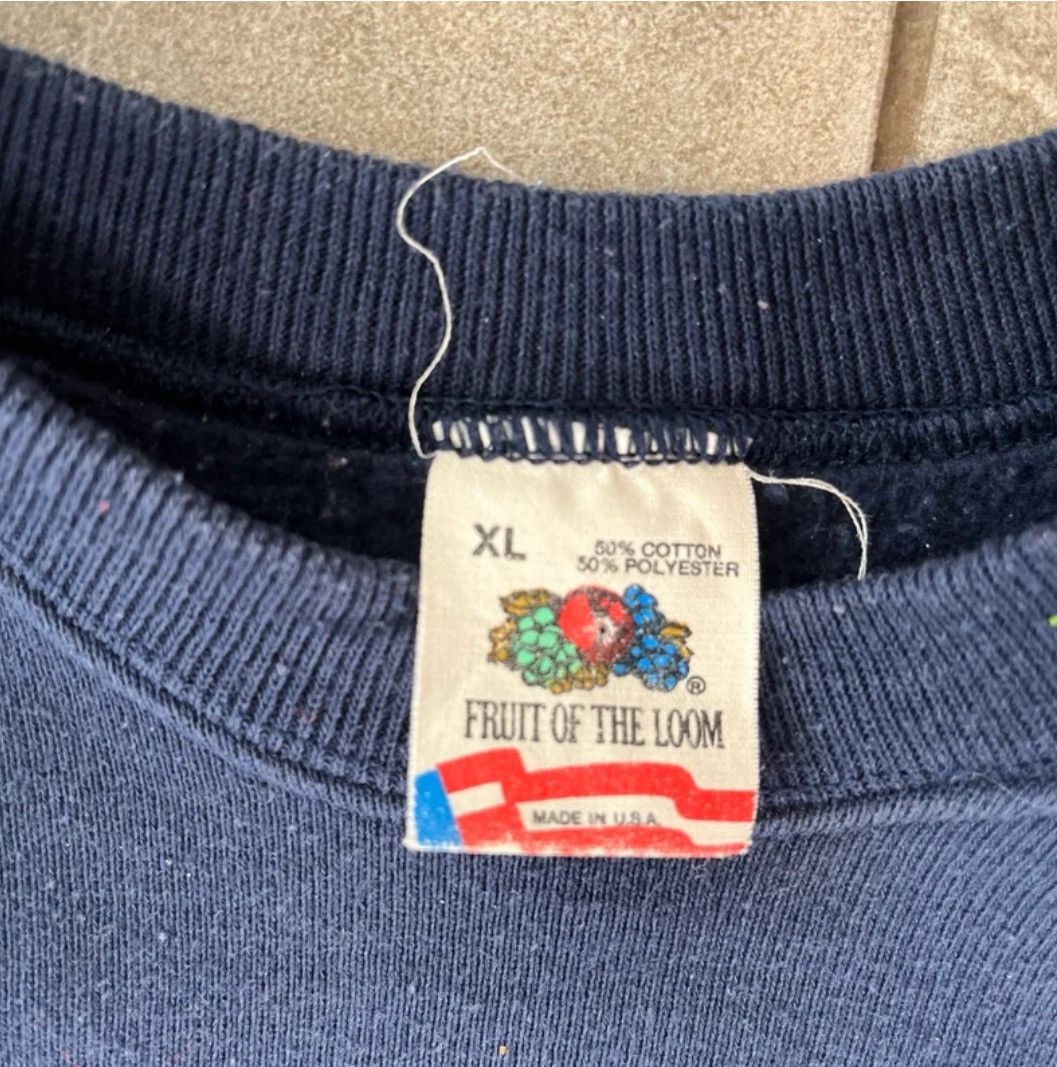 XL
50% COTTON
50% POLYESTER
®
FRUIT OF THE LOOM
MADE IN U.S.A.